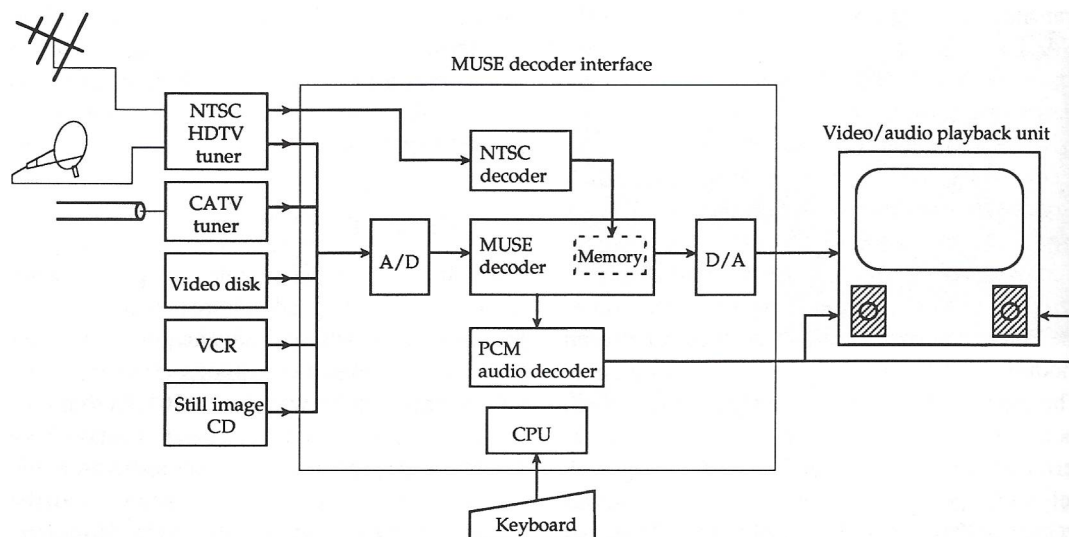 MUSE decoder interface
NTSC
HDTV
tuner
CATV
tuner
Video disk
VCR
Still image
CD
NTSC
decoder
A/D
MUSE
decoder
Memory
D/A
PCM
audio decoder
CPU
Keyboard
Video/audio playback unit